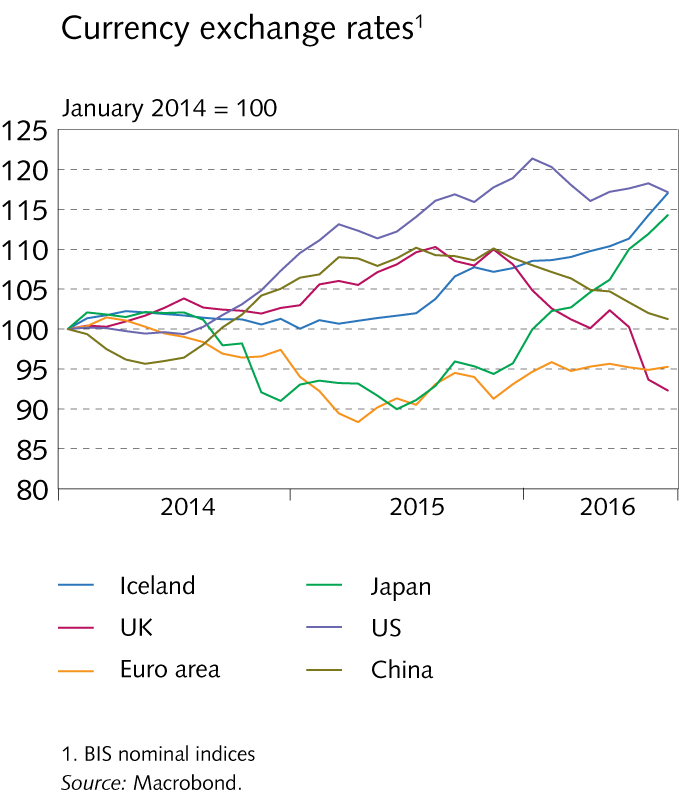 Currency exchange rates¹
January 2014 = 100
125
120
115
110
105
100
95
90
85
80
2014 2015 2016
Iceland
UK
Euro area
Japan
US
China
1. BIS nominal indices
Source: Macrobond.